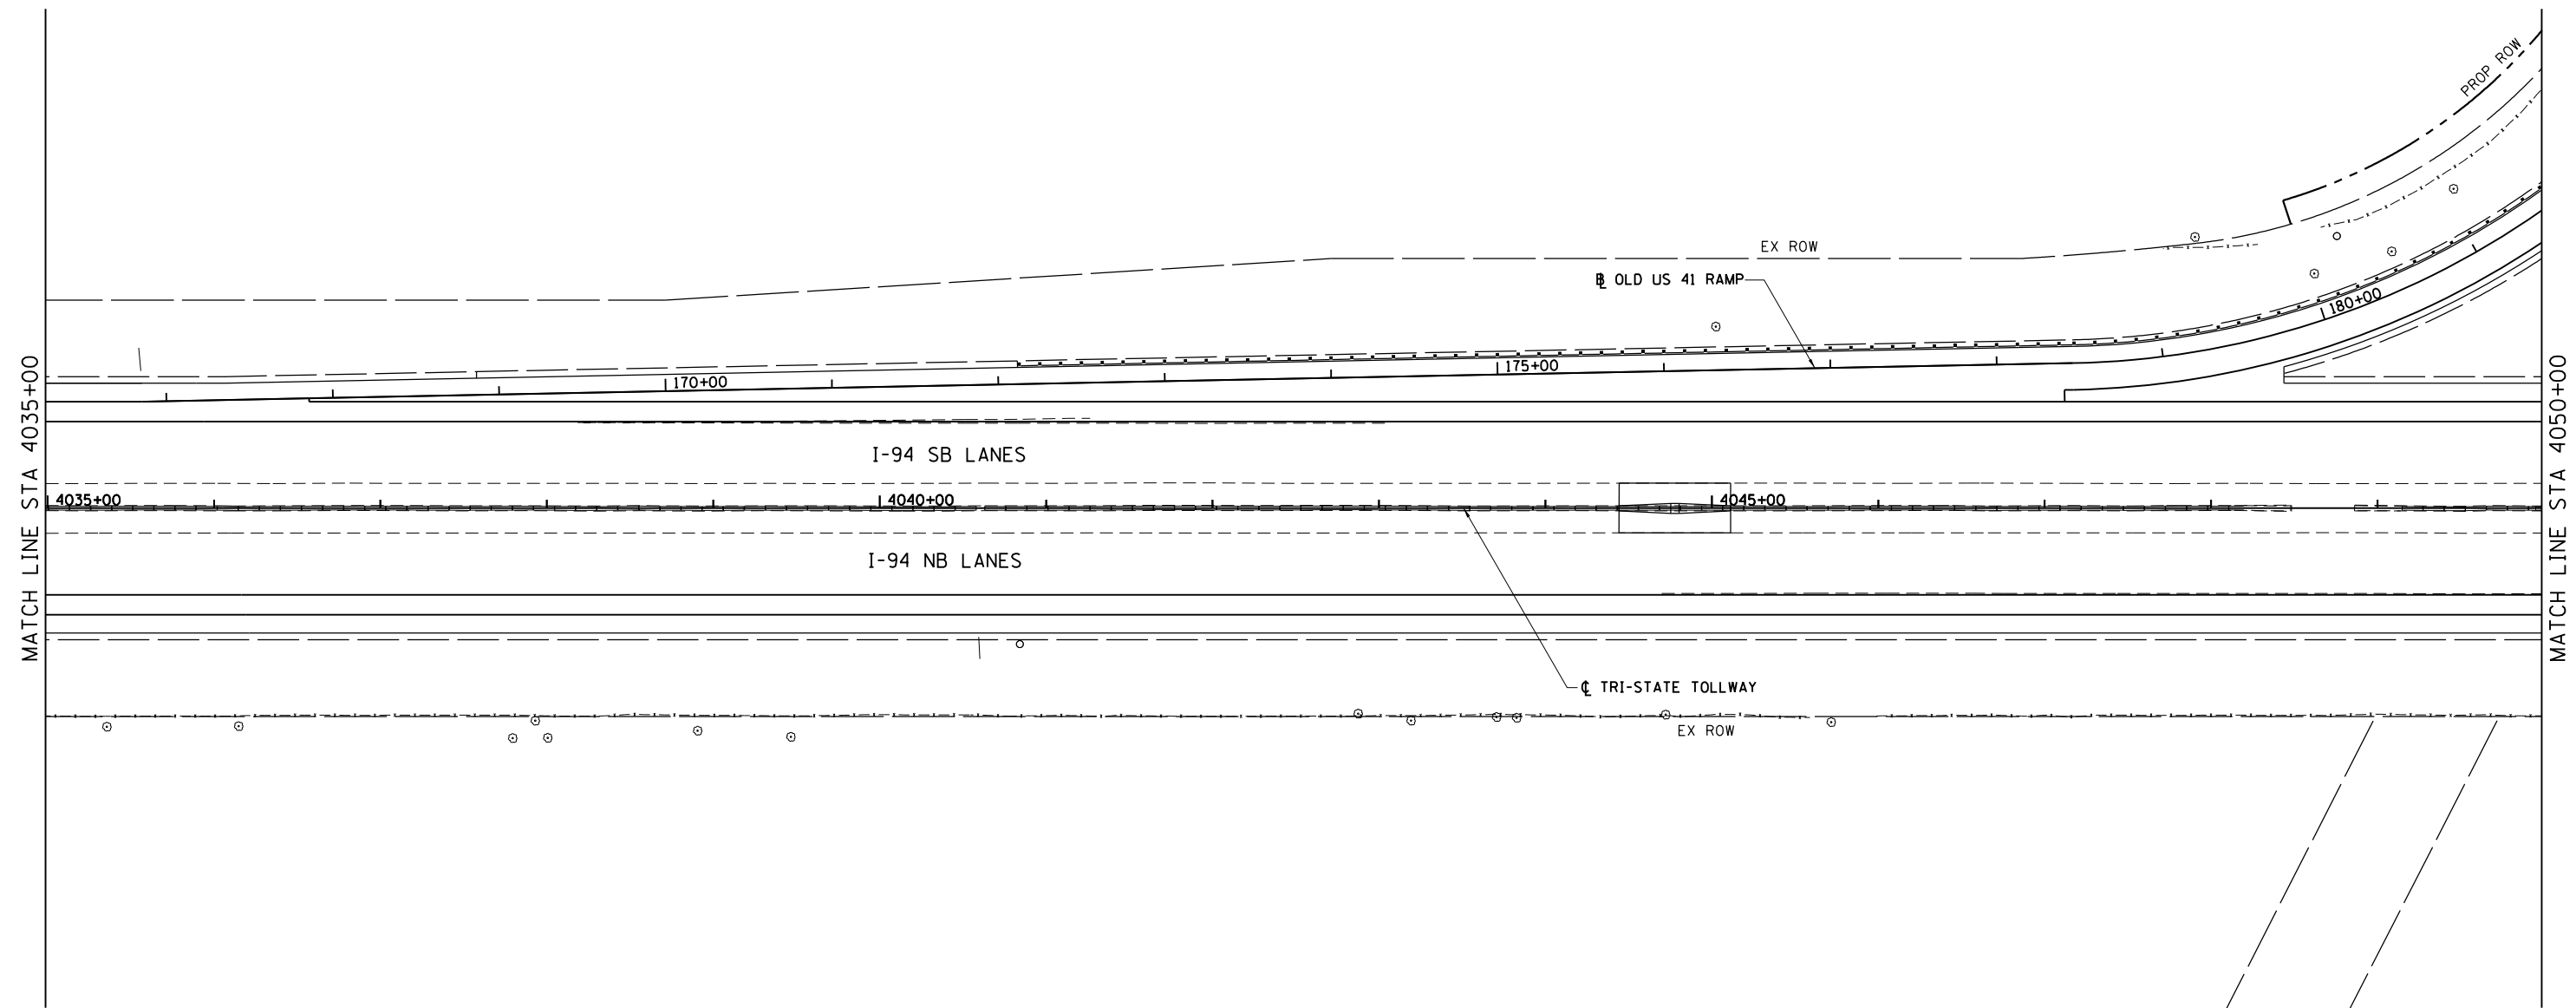 PROP ROW
EX ROW
℄ OLD US 41 RAMP
180+00
175+00
170+00
MATCH LINE STA 4035+00
MATCH LINE STA 4050+00
I-94 SB LANES
4035+00
4040+00
4045+00
I-94 NB LANES
℄ TRI-STATE TOLLWAY
EX ROW